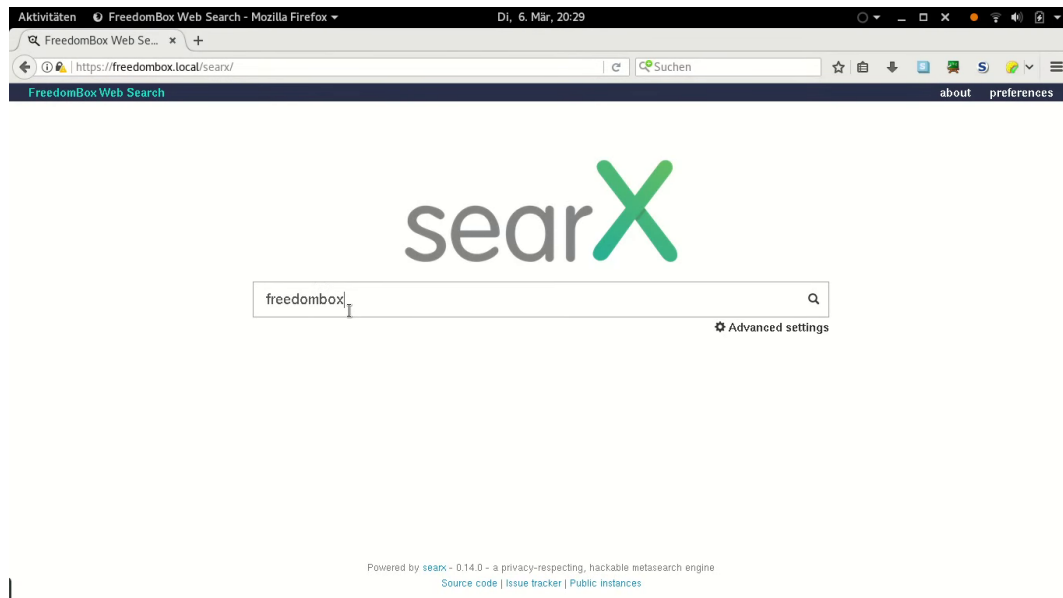 Aktivitäten FreedomBox Web Search - Mozilla Firefox Di, 6. Mär, 20:29
FreedomBox Web Se... × +
https://freedombox.local/searx/ Suchen
FreedomBox Web Search about preferences
searX
freedombox
Advanced settings
Powered by searx - 0.14.0 - a privacy-respecting, hackable metasearch engine
Source code | Issue tracker | Public instances